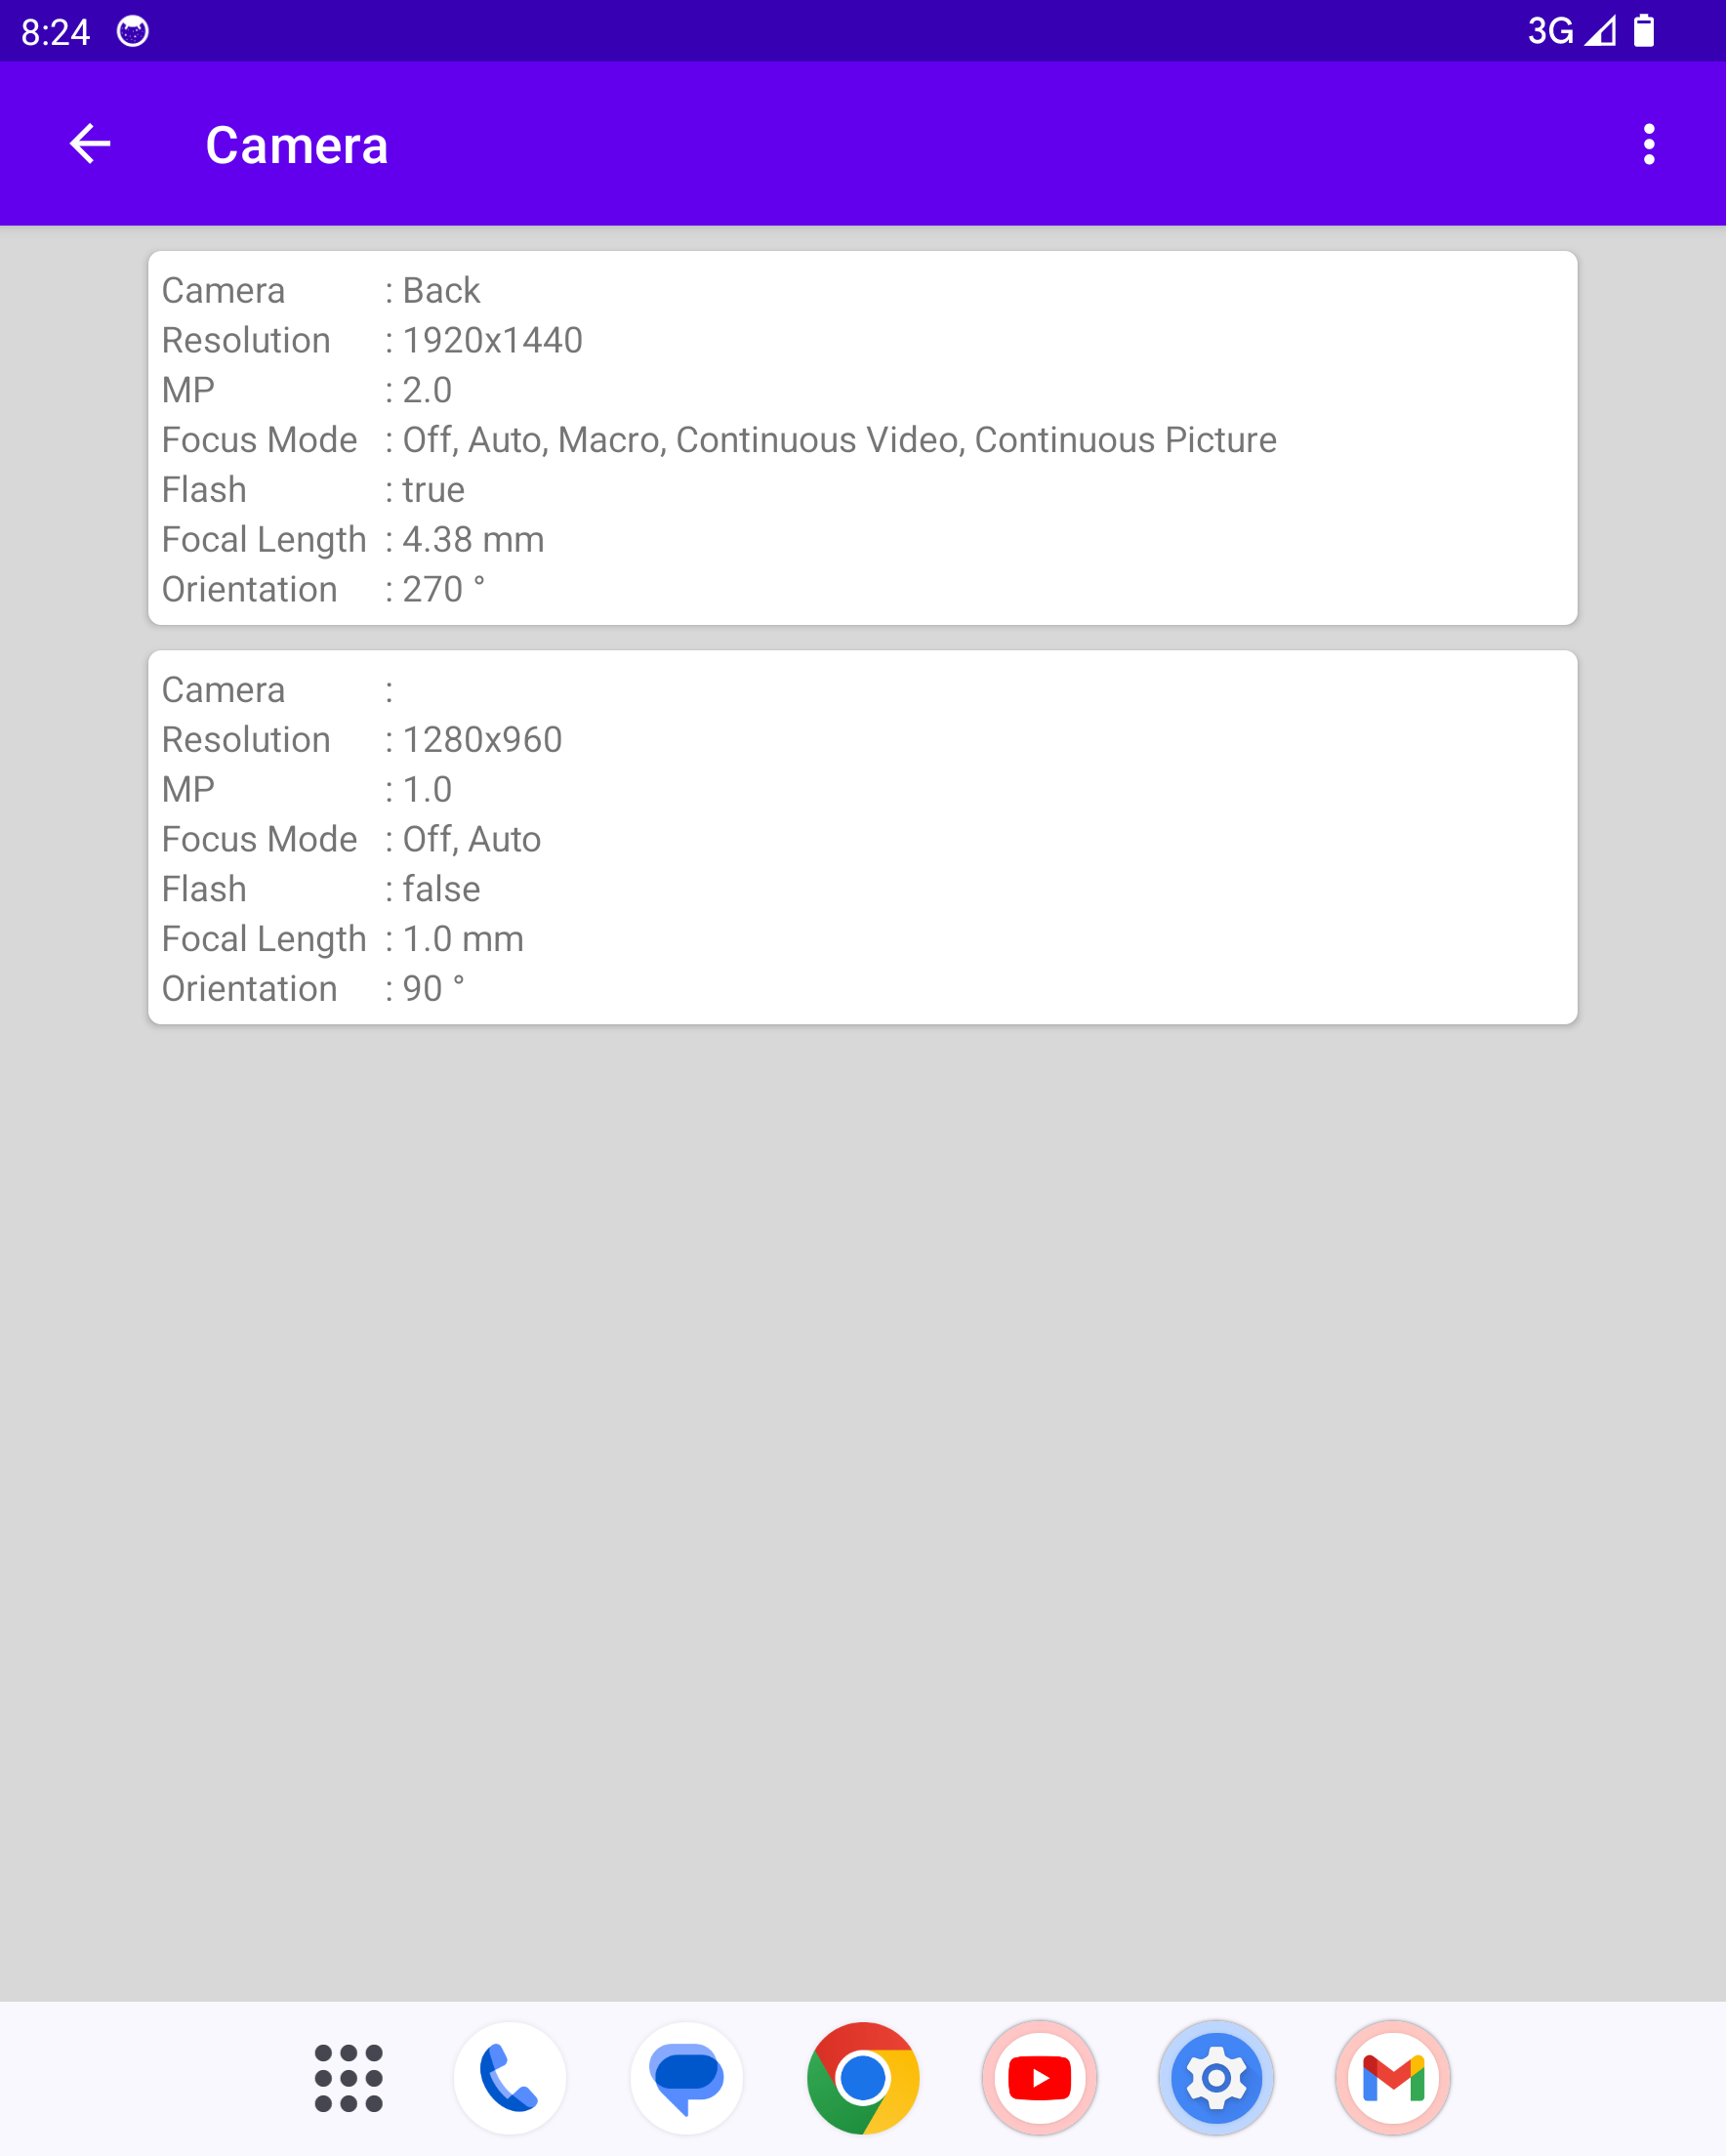 8:24 3G
Camera
Camera : Back
Resolution : 1920x1440
MP : 2.0
Focus Mode : Off, Auto, Macro, Continuous Video, Continuous Picture
Flash : true
Focal Length : 4.38 mm
Orientation : 270 °
Camera :
Resolution : 1280x960
MP : 1.0
Focus Mode : Off, Auto
Flash : false
Focal Length : 1.0 mm
Orientation : 90 °